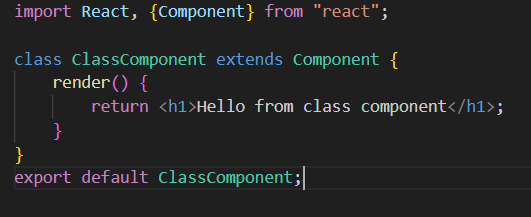 import React, {Component} from "react";
class ClassComponent extends Component {
render() {
return <h1>Hello from class component</h1>;
}
}
export default ClassComponent;